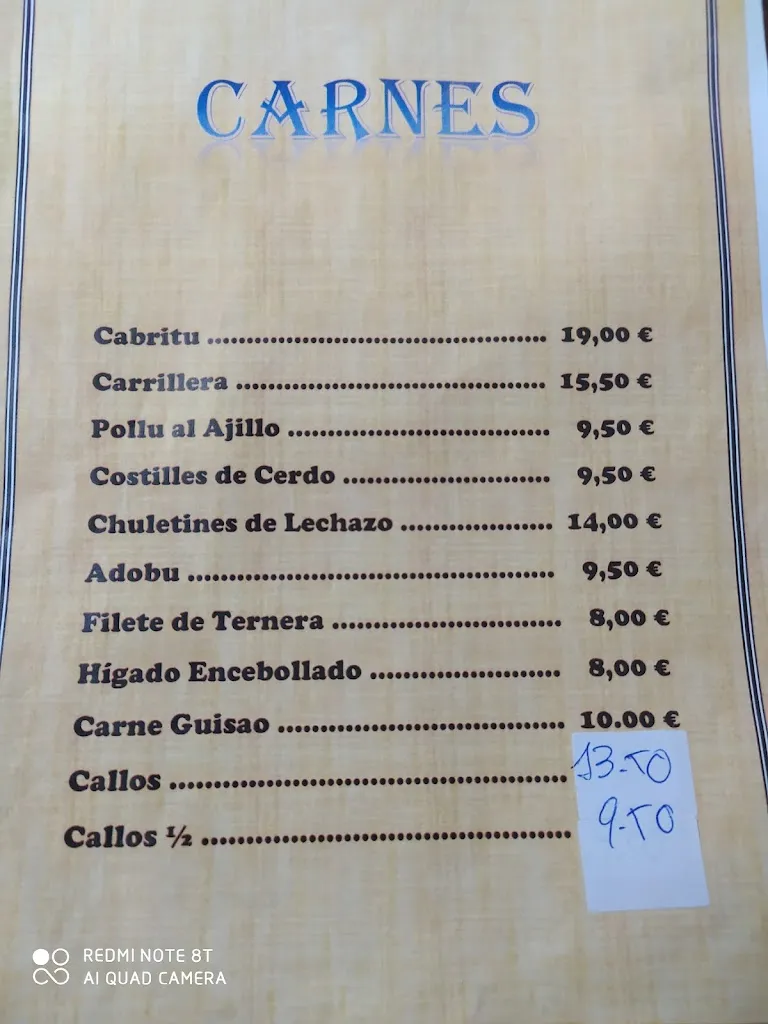 CARNES
Cabritu ........................................... 19,00 €
Carrillera ....................................... 15,50 €
Pollu al Ajillo ................................. 9,50 €
Costilles de Cerdo .......................... 9,50 €
Chuletines de Lechazo ................... 14,00 €
Adobu .............................................. 9,50 €
Filete de Ternera ............................. 8,00 €
Hígado Encebollado ........................ 8,00 €
Carne Guisao ................................... 10.00 €
Callos ................................................. 13-50
Callos ½ ............................................. 9-50
REDMI NOTE 8T
AI QUAD CAMERA